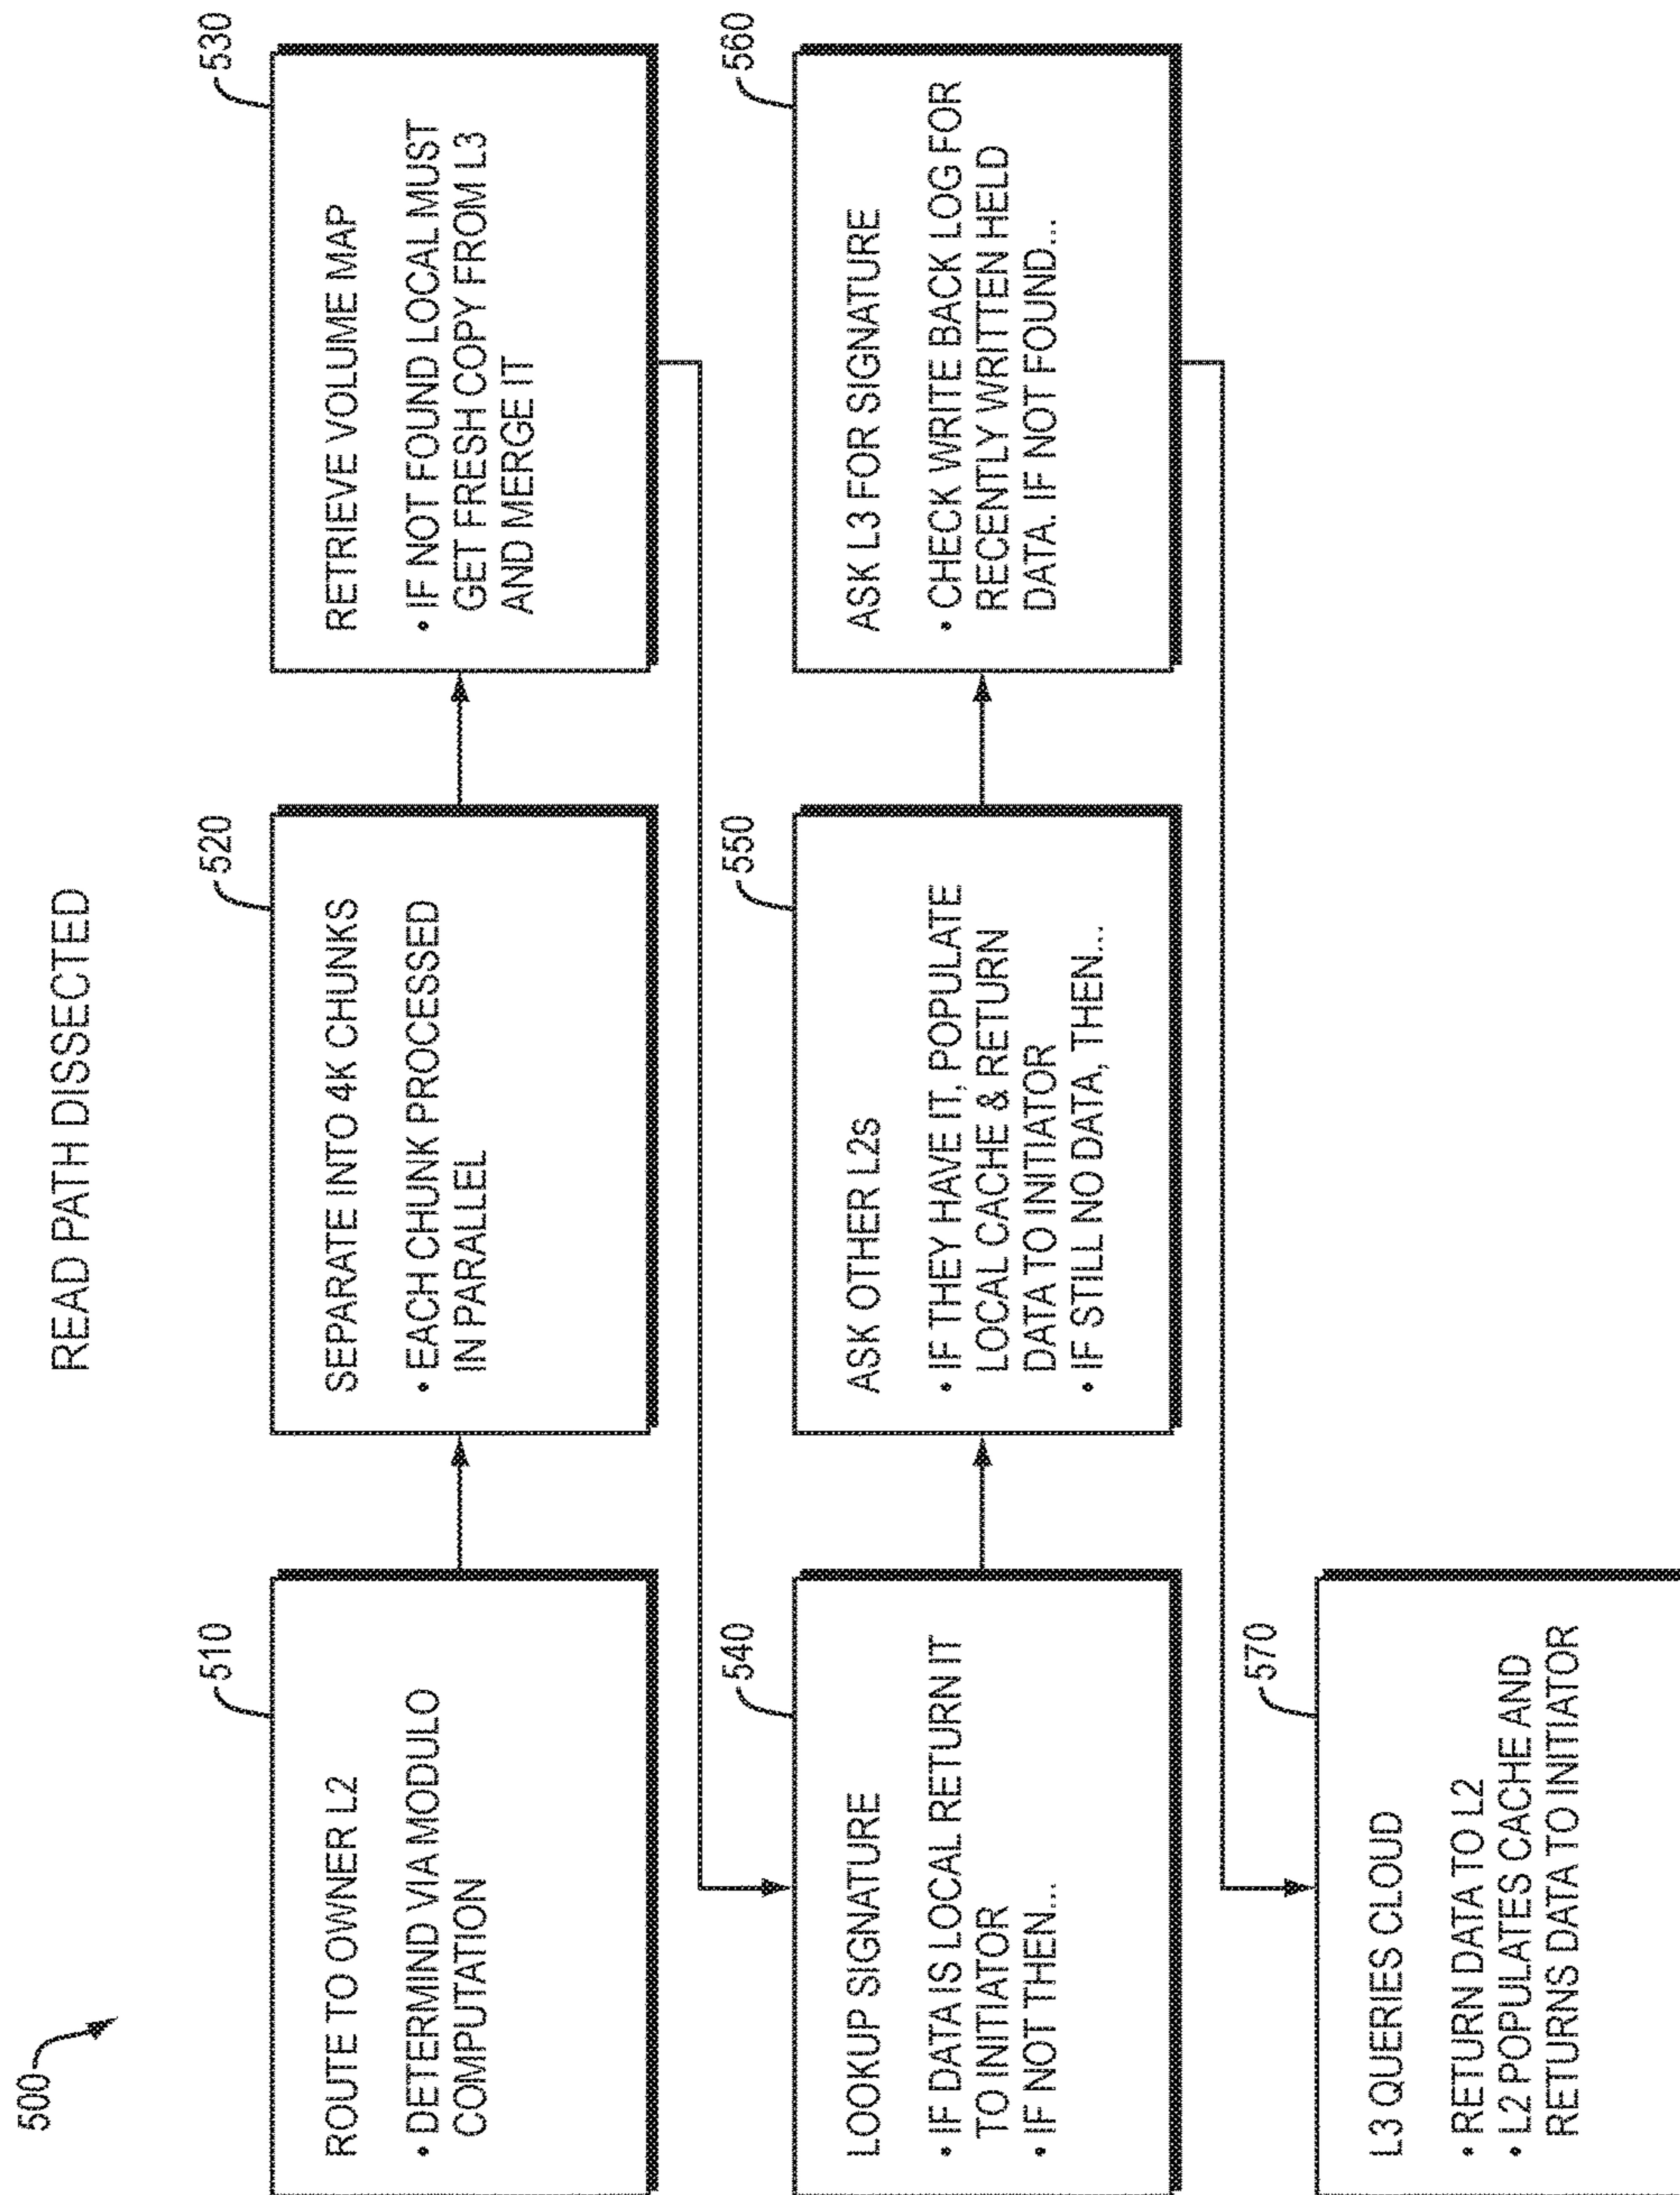 READ PATH DISSECTED
500
510
ROUTE TO OWNER L2
• DETERMIND VIA MODULO
COMPUTATION
520
SEPARATE INTO 4K CHUNKS
• EACH CHUNK PROCESSED
IN PARALLEL
530
RETRIEVE VOLUME MAP
• IF NOT FOUND LOCAL MUST
GET FRESH COPY FROM L3
AND MERGE IT
540
LOOKUP SIGNATURE
• IF DATA IS LOCAL RETURN IT
TO INITIATOR
• IF NOT THEN...
550
ASK OTHER L2S
• IF THEY HAVE IT, POPULATE
LOCAL CACHE & RETURN
DATA TO INITIATOR
• IF STILL NO DATA, THEN...
560
ASK L3 FOR SIGNATURE
• CHECK WRITE BACK LOG FOR
RECENTLY WRITTEN HELD
DATA. IF NOT FOUND...
570
L3 QUERIES CLOUD
• RETURN DATA TO L2
• L2 POPULATES CACHE AND
RETURNS DATA TO INITIATOR